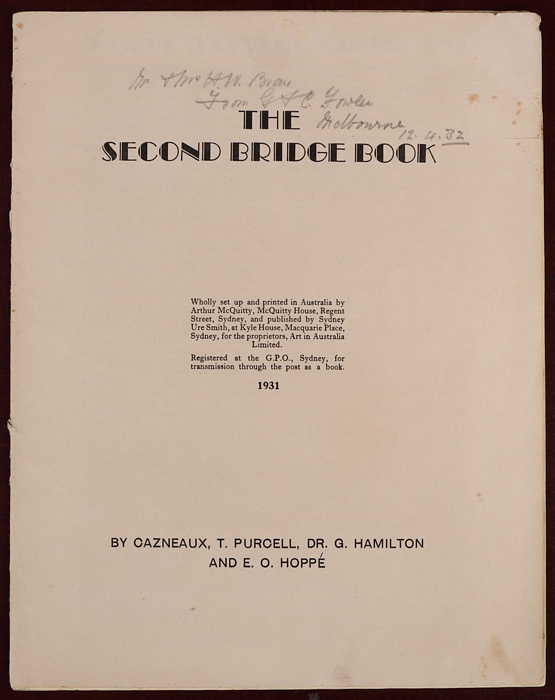 Mr & Mrs H. W.
From G & C. Fowler
Melbourne
12.4.32
THE
SECOND BRIDGE BOOK
Wholly set up and printed in Australia by
Arthur McQuitty, McQuitty House, Regent
Street, Sydney, and published by Sydney
Ure Smith, at Kyle House, Macquarie Place,
Sydney, for the proprietors, Art in Australia
Limited.
Registered at the G.P.O., Sydney, for
transmission through the post as a book.
1931
BY CAZNEAUX, T. PURCELL, DR. G. HAMILTON
AND E. O. HOPPÉ